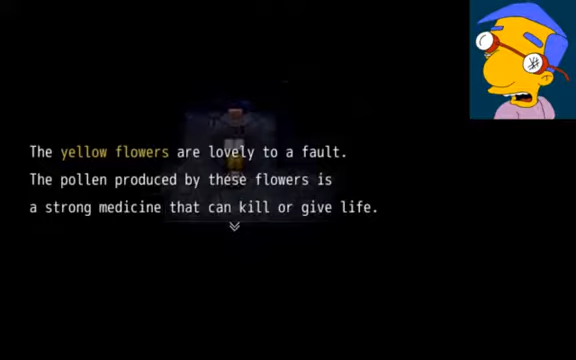 The yellow flowers are lovely to a fault.
The pollen produced by these flowers is
a strong medicine that can kill or give life.